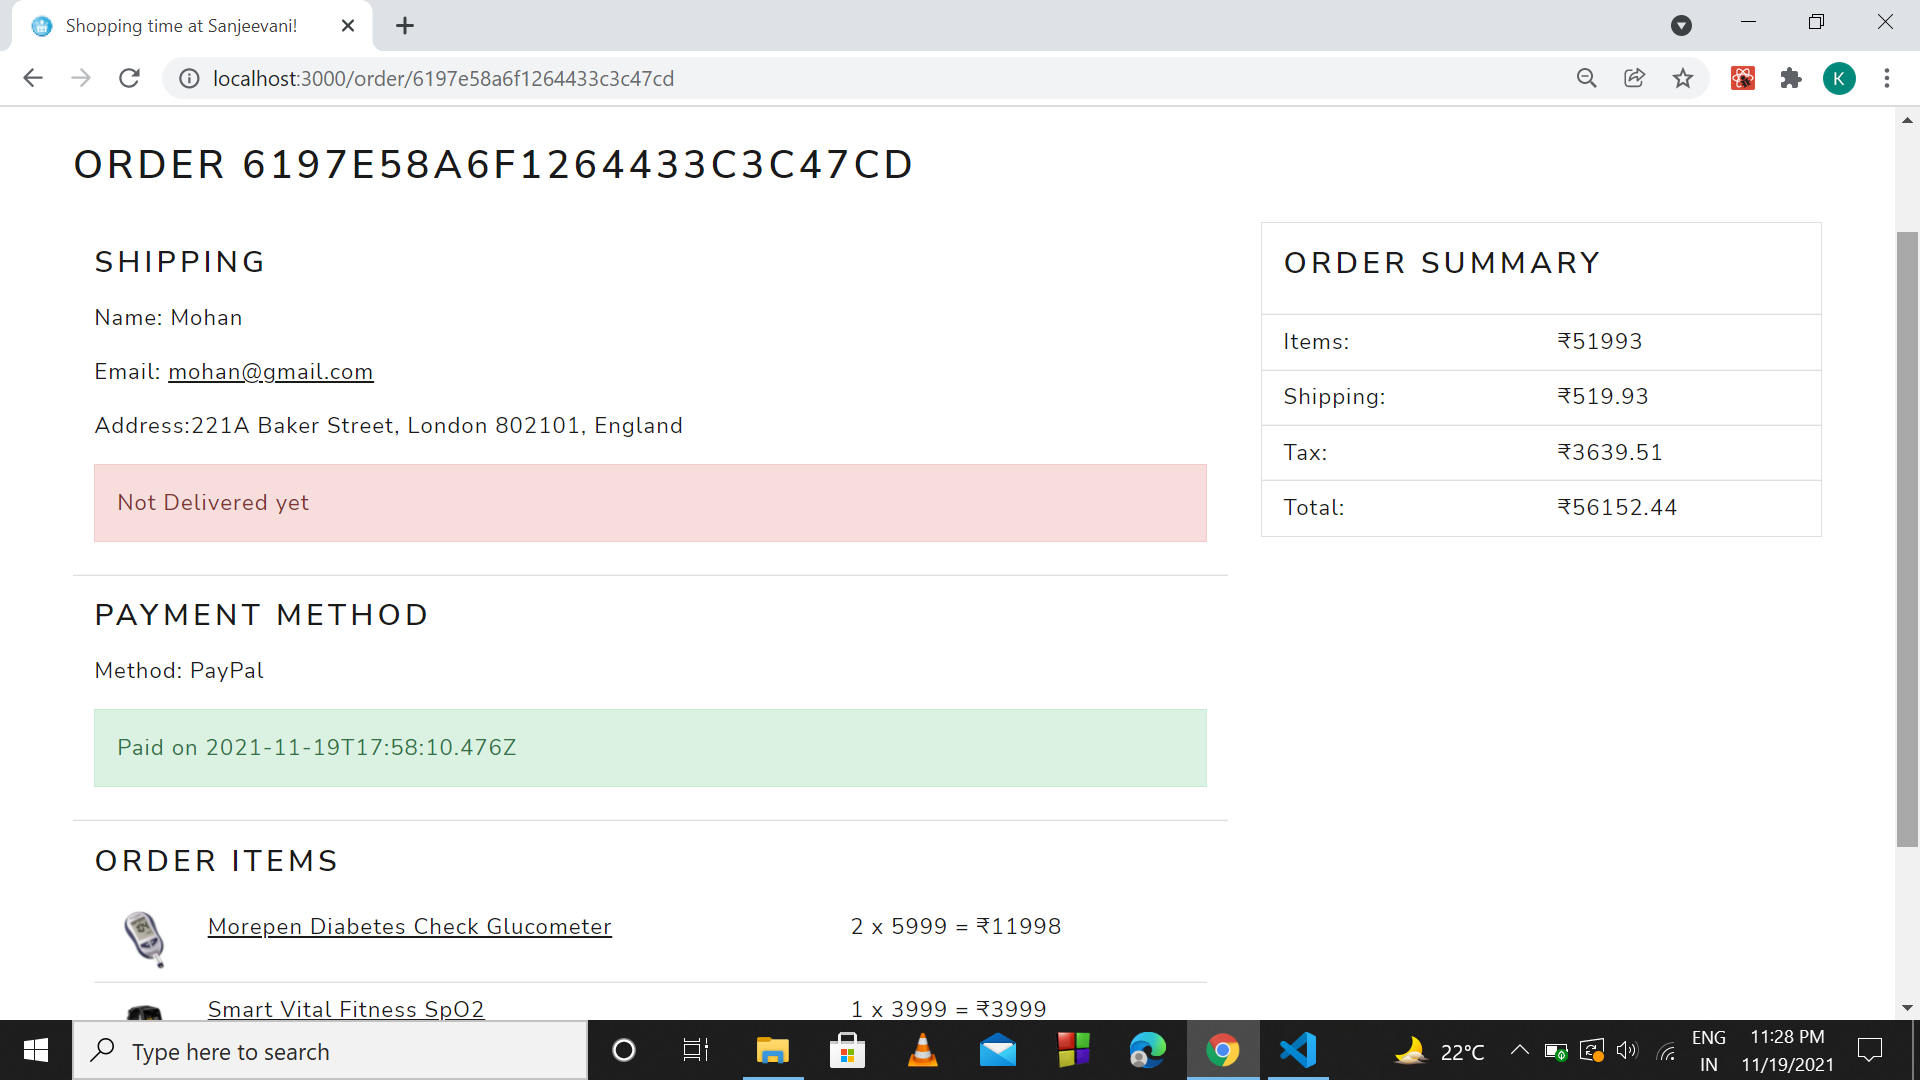 Shopping time at Sanjeevani!
localhost:3000/order/6197e58a6f1264433c3c47cd
K
ORDER 6197E58A6F1264433C3C47CD
SHIPPING
Name: Mohan
Email: mohan@gmail.com
Address:221A Baker Street, London 802101, England
Not Delivered yet
PAYMENT METHOD
Method: PayPal
Paid on 2021-11-19T17:58:10.476Z
ORDER ITEMS
Morepen Diabetes Check Glucometer 2 x 5999 = ₹11998
Smart Vital Fitness SpO2 1 x 3999 = ₹3999
ORDER SUMMARY
Items: ₹51993
Shipping: ₹519.93
Tax: ₹3639.51
Total: ₹56152.44
Type here to search
22°C
ENG
IN
11:28 PM
11/19/2021